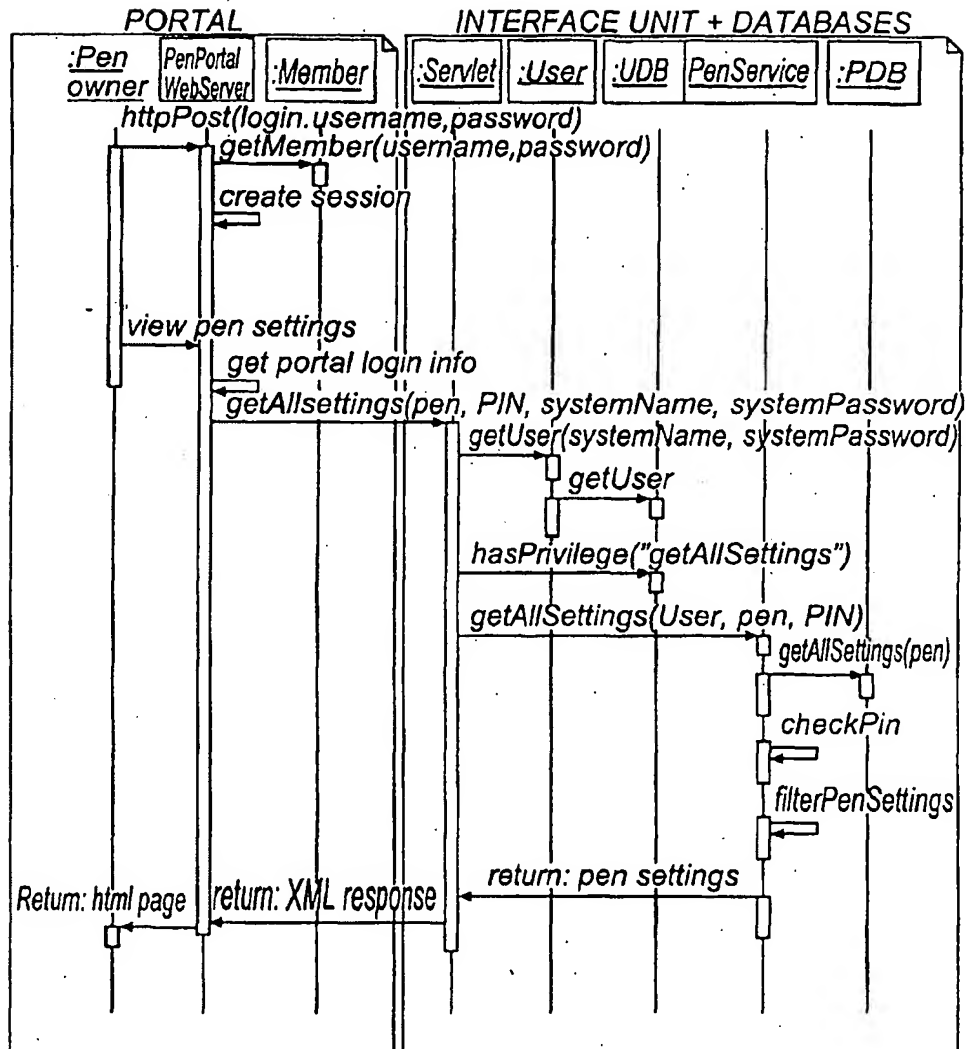 PORTAL
INTERFACE UNIT + DATABASES
:Pen owner
PenPortal WebServer
:Member
:Servlet
:User
:UDB
PenService
:PDB
httpPost(login.username,password)
getMember(username,password)
create session
view pen settings
get portal login info
getAllsettings(pen, PIN, systemName, systemPassword)
getUser(systemName, systemPassword)
getUser
hasPrivilege("getAllSettings")
getAllSettings(User, pen, PIN)
getAllSettings(pen)
checkPin
filterPenSettings
return: pen settings
return: XML response
Return: html page